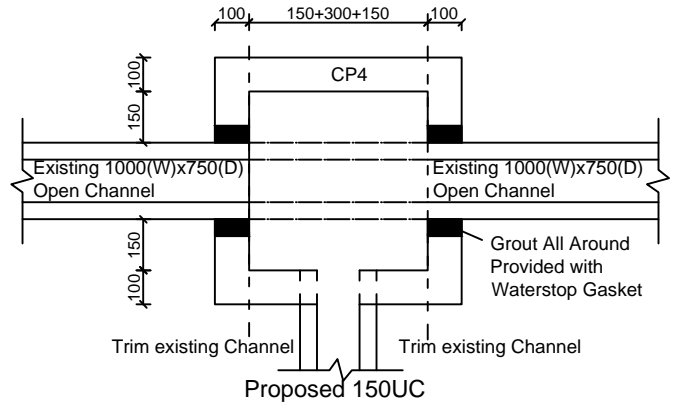 100
150+300+150
100
CP4
100
150
Existing 1000(W)x750(D)
Open Channel
Existing 1000(W)x750(D)
Open Channel
150
100
Grout All Around
Provided with
Waterstop Gasket
Trim existing Channel
Trim existing Channel
Proposed 150UC